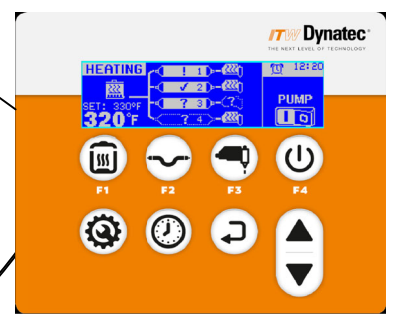 ITW Dynatec®
THE NEXT LEVEL OF TECHNOLOGY
HEATING
! 1
✓ 2
? 3
? 4
?
SET: 330°F
320°F
12:20
PUMP
I O
F1 F2 F3 F4